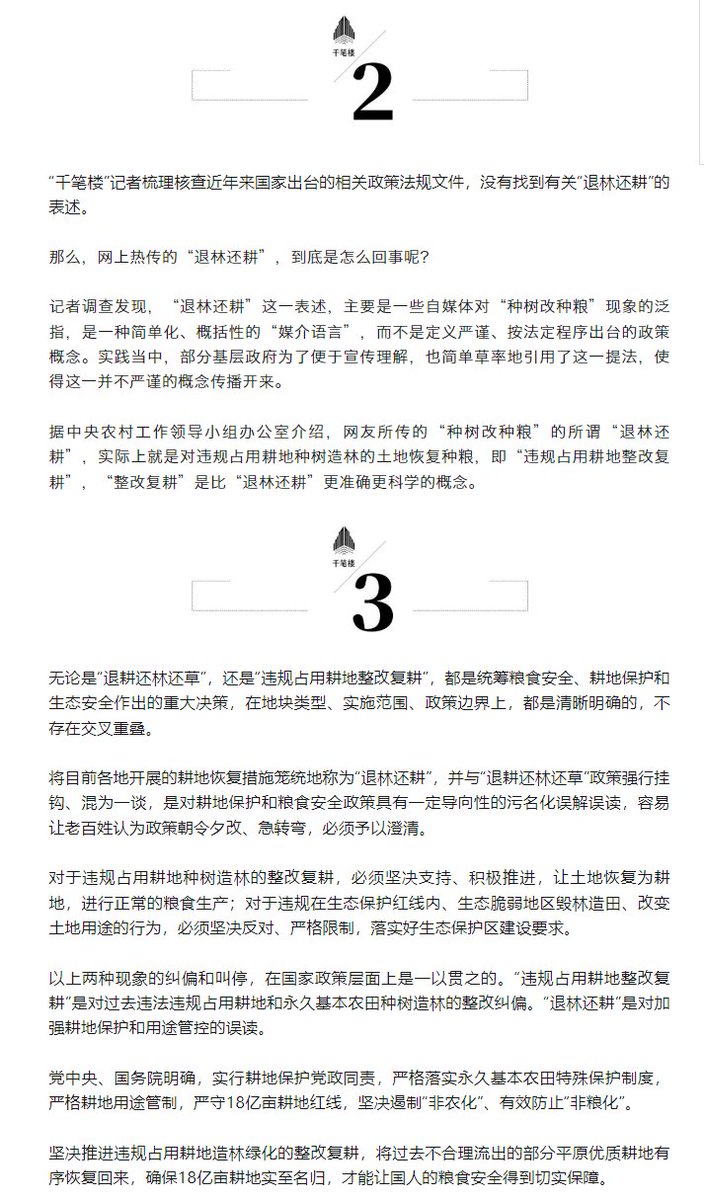 千笔楼
2
“千笔楼”记者梳理核查近年来国家出台的相关政策法规文件，没有找到有关“退林还耕”的
表述。
那么，网上热传的“退林还耕”，到底是怎么回事呢？
记者调查发现，“退林还耕”这一表述，主要是一些自媒体对“种树改种粮”现象的泛
指，是一种简单化、概括性的“媒介语言”，而不是定义严谨、按法定程序出台的政策
概念。实践当中，部分基层政府为了便于宣传理解，也简单草率地引用了这一提法，使
得这一并不严谨的概念传播开来。
据中央农村工作领导小组办公室介绍，网友所传的“种树改种粮”的所谓“退林还
耕”，实际上就是对违规占用耕地种树造林的土地恢复种粮，即“违规占用耕地整改复
耕”，“整改复耕”是比“退林还耕”更准确更科学的概念。
千笔楼
3
无论是“退耕还林还草”，还是“违规占用耕地整改复耕”，都是统筹粮食安全、耕地保护和
生态安全作出的重大决策，在地块类型、实施范围、政策边界上，都是清晰明确的，不
存在交叉重叠。
将目前各地开展的耕地恢复措施笼统地称为“退林还耕”，并与“退耕还林还草”政策强行挂
钩、混为一谈，是对耕地保护和粮食安全政策具有一定导向性的污名化误解误读，容易
让老百姓认为政策朝令夕改、急转弯，必须予以澄清。
对于违规占用耕地种树造林的整改复耕，必须坚决支持、积极推进，让土地恢复为耕
地，进行正常的粮食生产；对于违规在生态保护红线内、生态脆弱地区毁林造田、改变
土地用途的行为，必须坚决反对、严格限制，落实好生态保护区建设要求。
以上两种现象的纠偏和叫停，在国家政策层面上是一以贯之的。“违规占用耕地整改复
耕”是对过去违法违规占用耕地和永久基本农田种树造林的整改纠偏。“退林还耕”是对加
强耕地保护和用途管控的误读。
党中央、国务院明确，实行耕地保护党政同责，严格落实永久基本农田特殊保护制度，
严格耕地用途管制，严守18亿亩耕地红线，坚决遏制“非农化”、有效防止“非粮化”。
坚决推进违规占用耕地造林绿化的整改复耕，将过去不合理流出的部分平原优质耕地有
序恢复回来，确保18亿亩耕地实至名归，才能让国人的粮食安全得到切实保障。